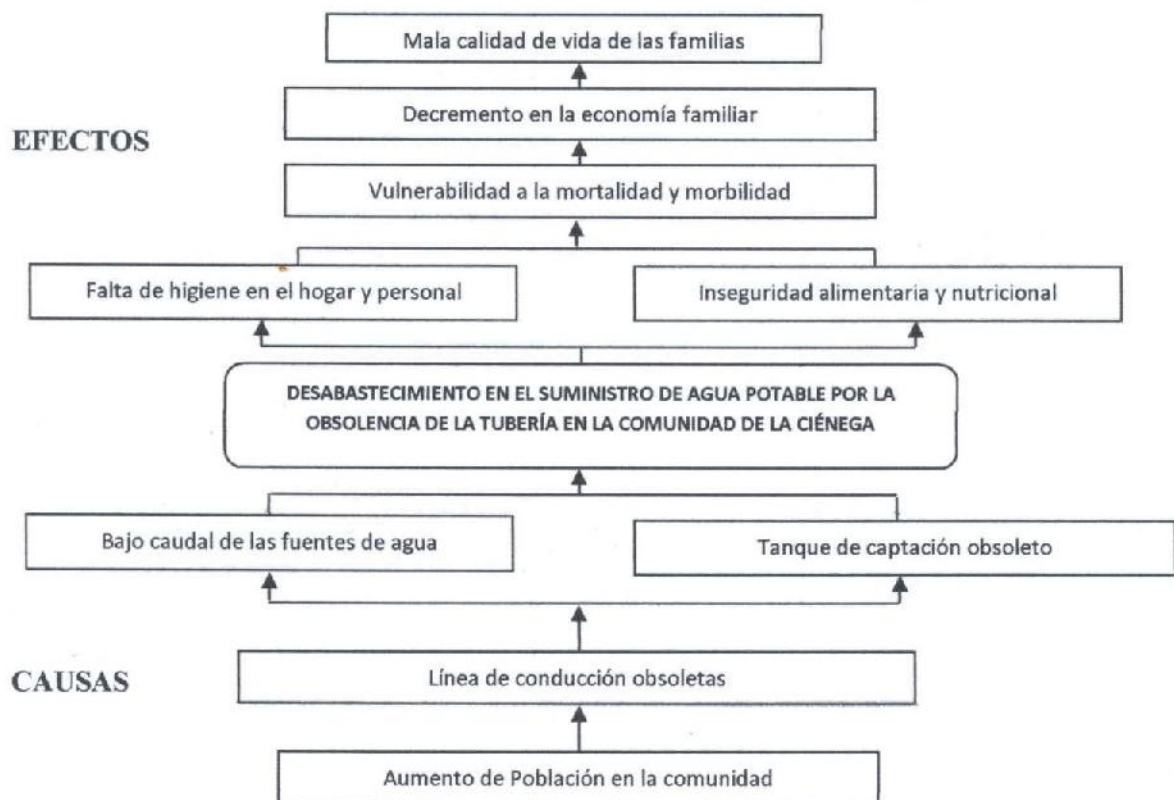 Mala calidad de vida de las familias
Decremento en la economía familiar
EFECTOS
Vulnerabilidad a la mortalidad y morbilidad
Falta de higiene en el hogar y personal
Inseguridad alimentaria y nutricional
DESABASTECIMIENTO EN EL SUMINISTRO DE AGUA POTABLE POR LA
OBSOLENCIA DE LA TUBERÍA EN LA COMUNIDAD DE LA CIÉNEGA
Bajo caudal de las fuentes de agua
Tanque de captación obsoleto
CAUSAS
Línea de conducción obsoletas
Aumento de Población en la comunidad